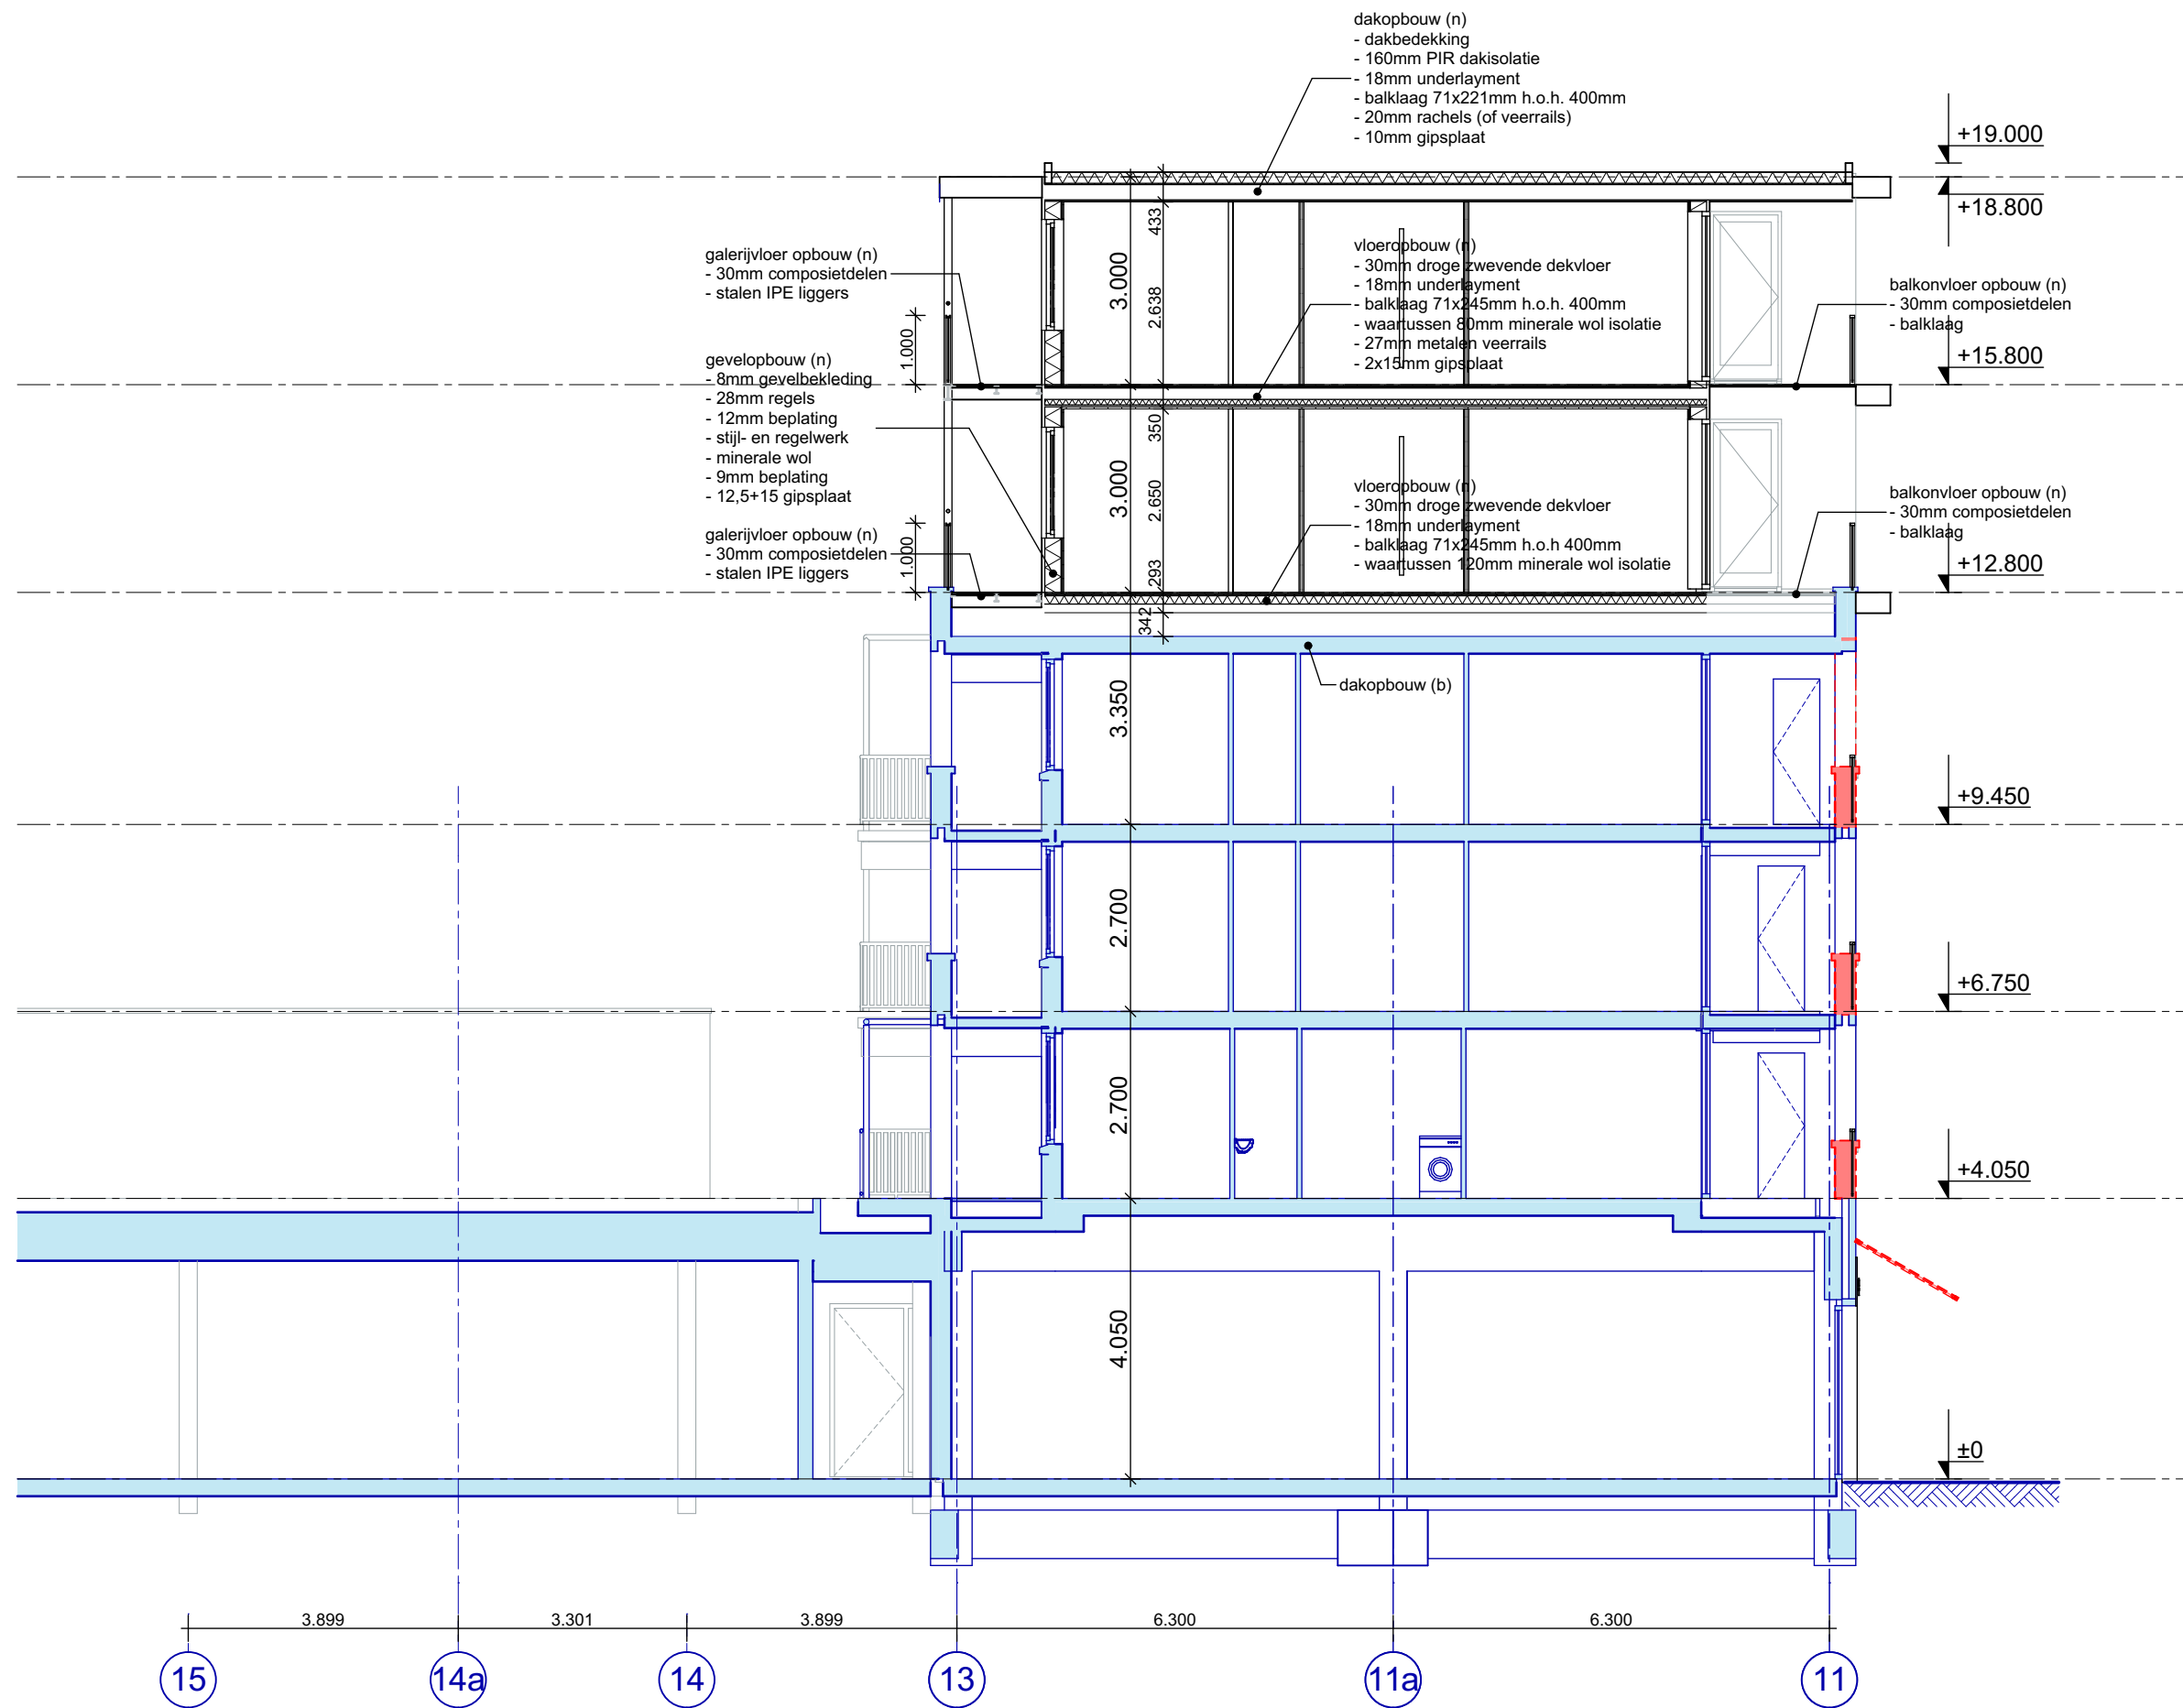 dakopbouw (n)
- dakbedekking
- 160mm PIR dakisolatie
- 18mm underlayment
- balklaag 71x221mm h.o.h. 400mm
- 20mm rachels (of veerrails)
- 10mm gipsplaat
+19.000
+18.800
galerijvloer opbouw (n)
- 30mm composietdelen
- stalen IPE liggers
433
3.000
2.638
1.000
vloeropbouw (n)
- 30mm droge zwevende dekvloer
- 18mm underlayment
- balklaag 71x245mm h.o.h. 400mm
- waartussen 80mm minerale wol isolatie
- 27mm metalen veerrails
- 2x15mm gipsplaat
balkonvloer opbouw (n)
- 30mm composietdelen
- balklaag
+15.800
gevelopbouw (n)
- 8mm gevelbekleding
- 28mm regels
- 12mm beplating
- stijl- en regelwerk
- minerale wol
- 9mm beplating
- 12,5+15 gipsplaat
350
3.000
2.650
1.000
293
vloeropbouw (n)
- 30mm droge zwevende dekvloer
- 18mm underlayment
- balklaag 71x245mm h.o.h 400mm
- waartussen 120mm minerale wol isolatie
balkonvloer opbouw (n)
- 30mm composietdelen
- balklaag
+12.800
galerijvloer opbouw (n)
- 30mm composietdelen
- stalen IPE liggers
342
dakopbouw (b)
3.350
+9.450
2.700
+6.750
2.700
+4.050
4.050
±0
3.899
3.301
3.899
6.300
6.300
15
14a
14
13
11a
11